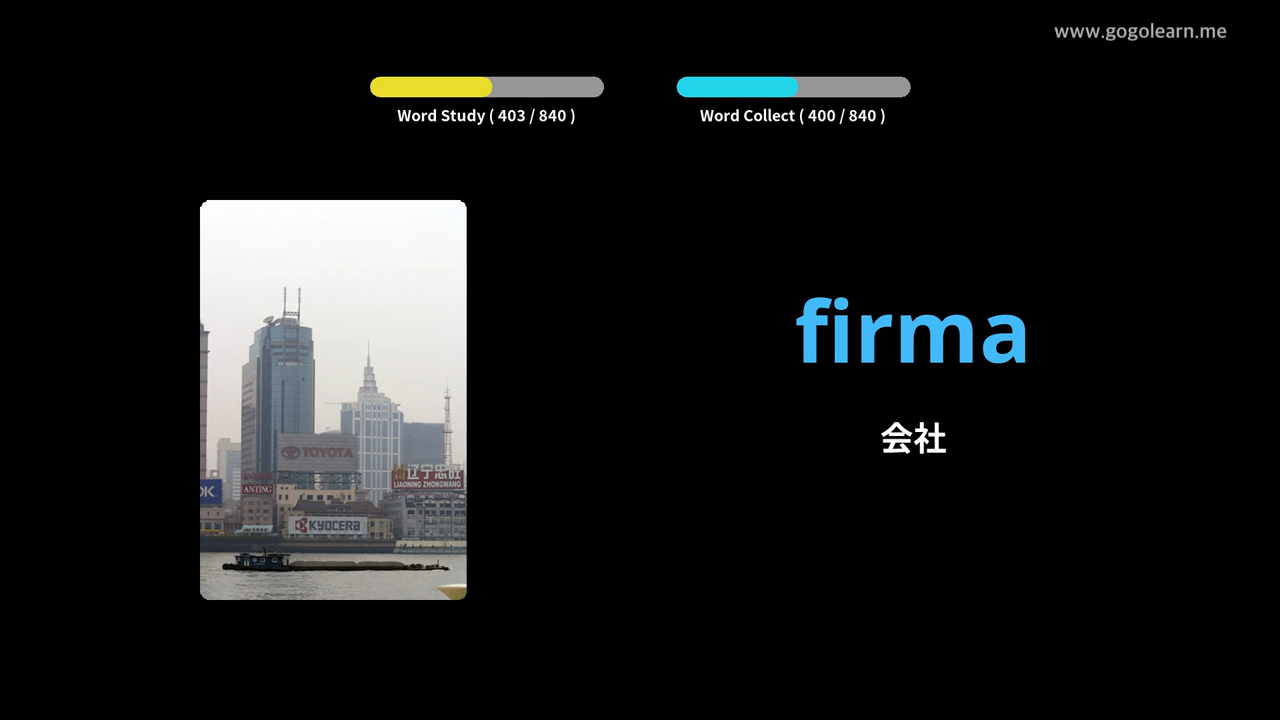 www.gogolearn.me
Word Study ( 403 / 840 )
Word Collect ( 400 / 840 )
firma
会社
TOYOTA
辽宁忠旺
LIAONING ZHONGWANG
OK
ANTING
KYOCERA